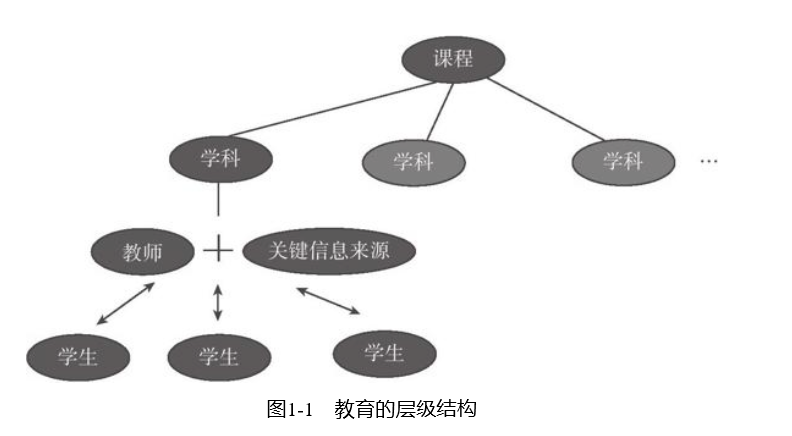 课程
学科 学科 学科 …
教师 + 关键信息来源
学生 学生 学生
图1-1 教育的层级结构